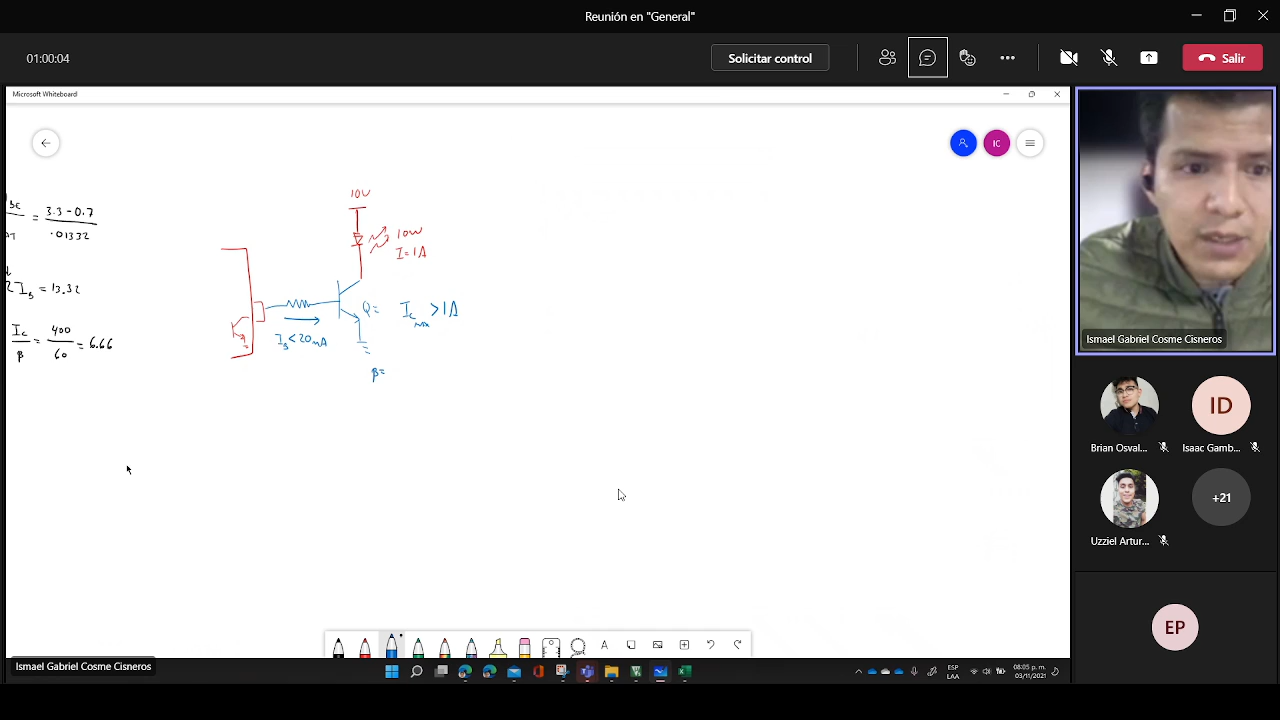 Reunión en "General"
01:00:04
Solicitar control
Salir
Microsoft Whiteboard
IC
10V
= 3.3 - 0.7
.01332
10W
I = 1A
I_B = 13.32
Q =
I_C max > 1A
I_B < 20mA
I_C / β = 400 / 60 = 6.66
β =
Ismael Gabriel Cosme Cisneros
ID
Brian Osval...
Isaac Gamb...
+21
Uzziel Artur...
EP
A
Ismael Gabriel Cosme Cisneros
ESP
LAA
08:05 p. m.
03/11/2021